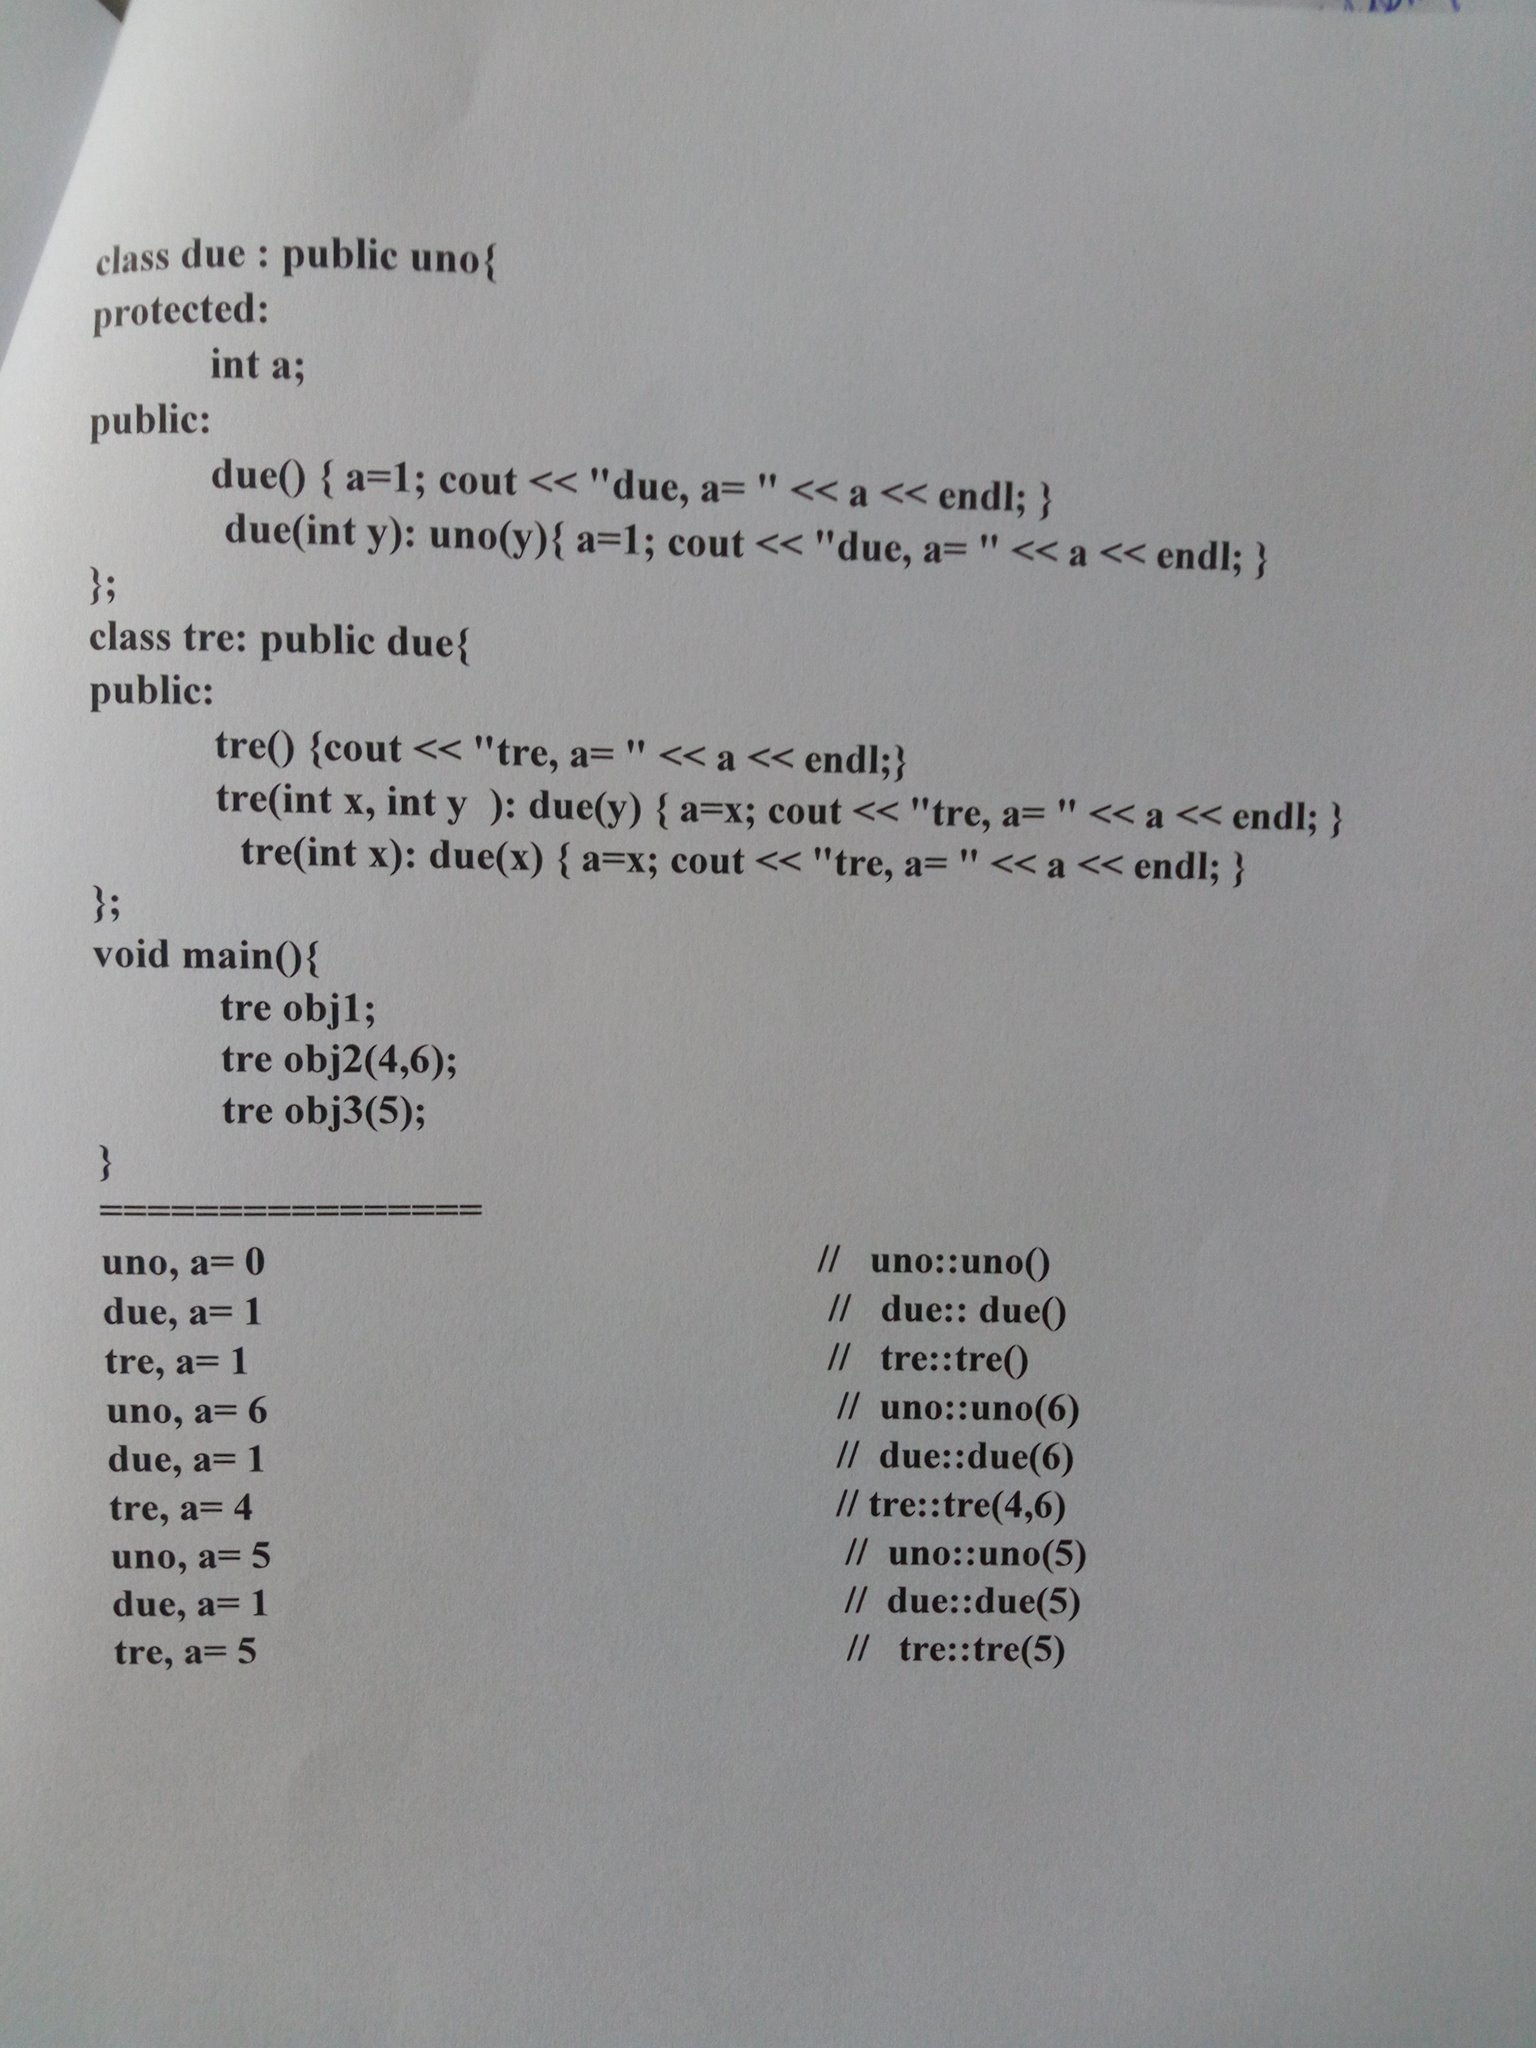 class due : public uno{
protected:
int a;
public:
due() { a=1; cout << "due, a= " << a << endl; }
due(int y): uno(y){ a=1; cout << "due, a= " << a << endl; }
};
class tre: public due{
public:
tre() {cout << "tre, a= " << a << endl;}
tre(int x, int y  ): due(y) { a=x; cout << "tre, a= " << a << endl; }
tre(int x): due(x) { a=x; cout << "tre, a= " << a << endl; }
};
void main(){
tre obj1;
tre obj2(4,6);
tre obj3(5);
}
================
uno, a= 0 // uno::uno()
due, a= 1 // due:: due()
tre, a= 1 // tre::tre()
uno, a= 6 // uno::uno(6)
due, a= 1 // due::due(6)
tre, a= 4 // tre::tre(4,6)
uno, a= 5 // uno::uno(5)
due, a= 1 // due::due(5)
tre, a= 5 // tre::tre(5)